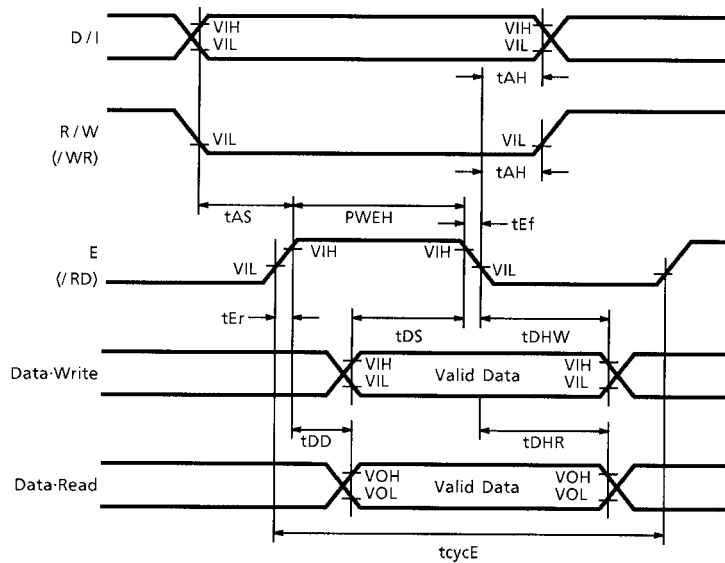 D / I
VIH
VIL
VIH
VIL
tAH
R / W
(/ WR)
VIL
VIL
tAH
tAS
PWEH
tEf
E
(/ RD)
VIL
VIH
VIH
VIL
tEr
tDS
tDHW
Data·Write
VIH
VIL
Valid Data
VIH
VIL
tDD
tDHR
Data·Read
VOH
VOL
Valid Data
VOH
VOL
tcycE